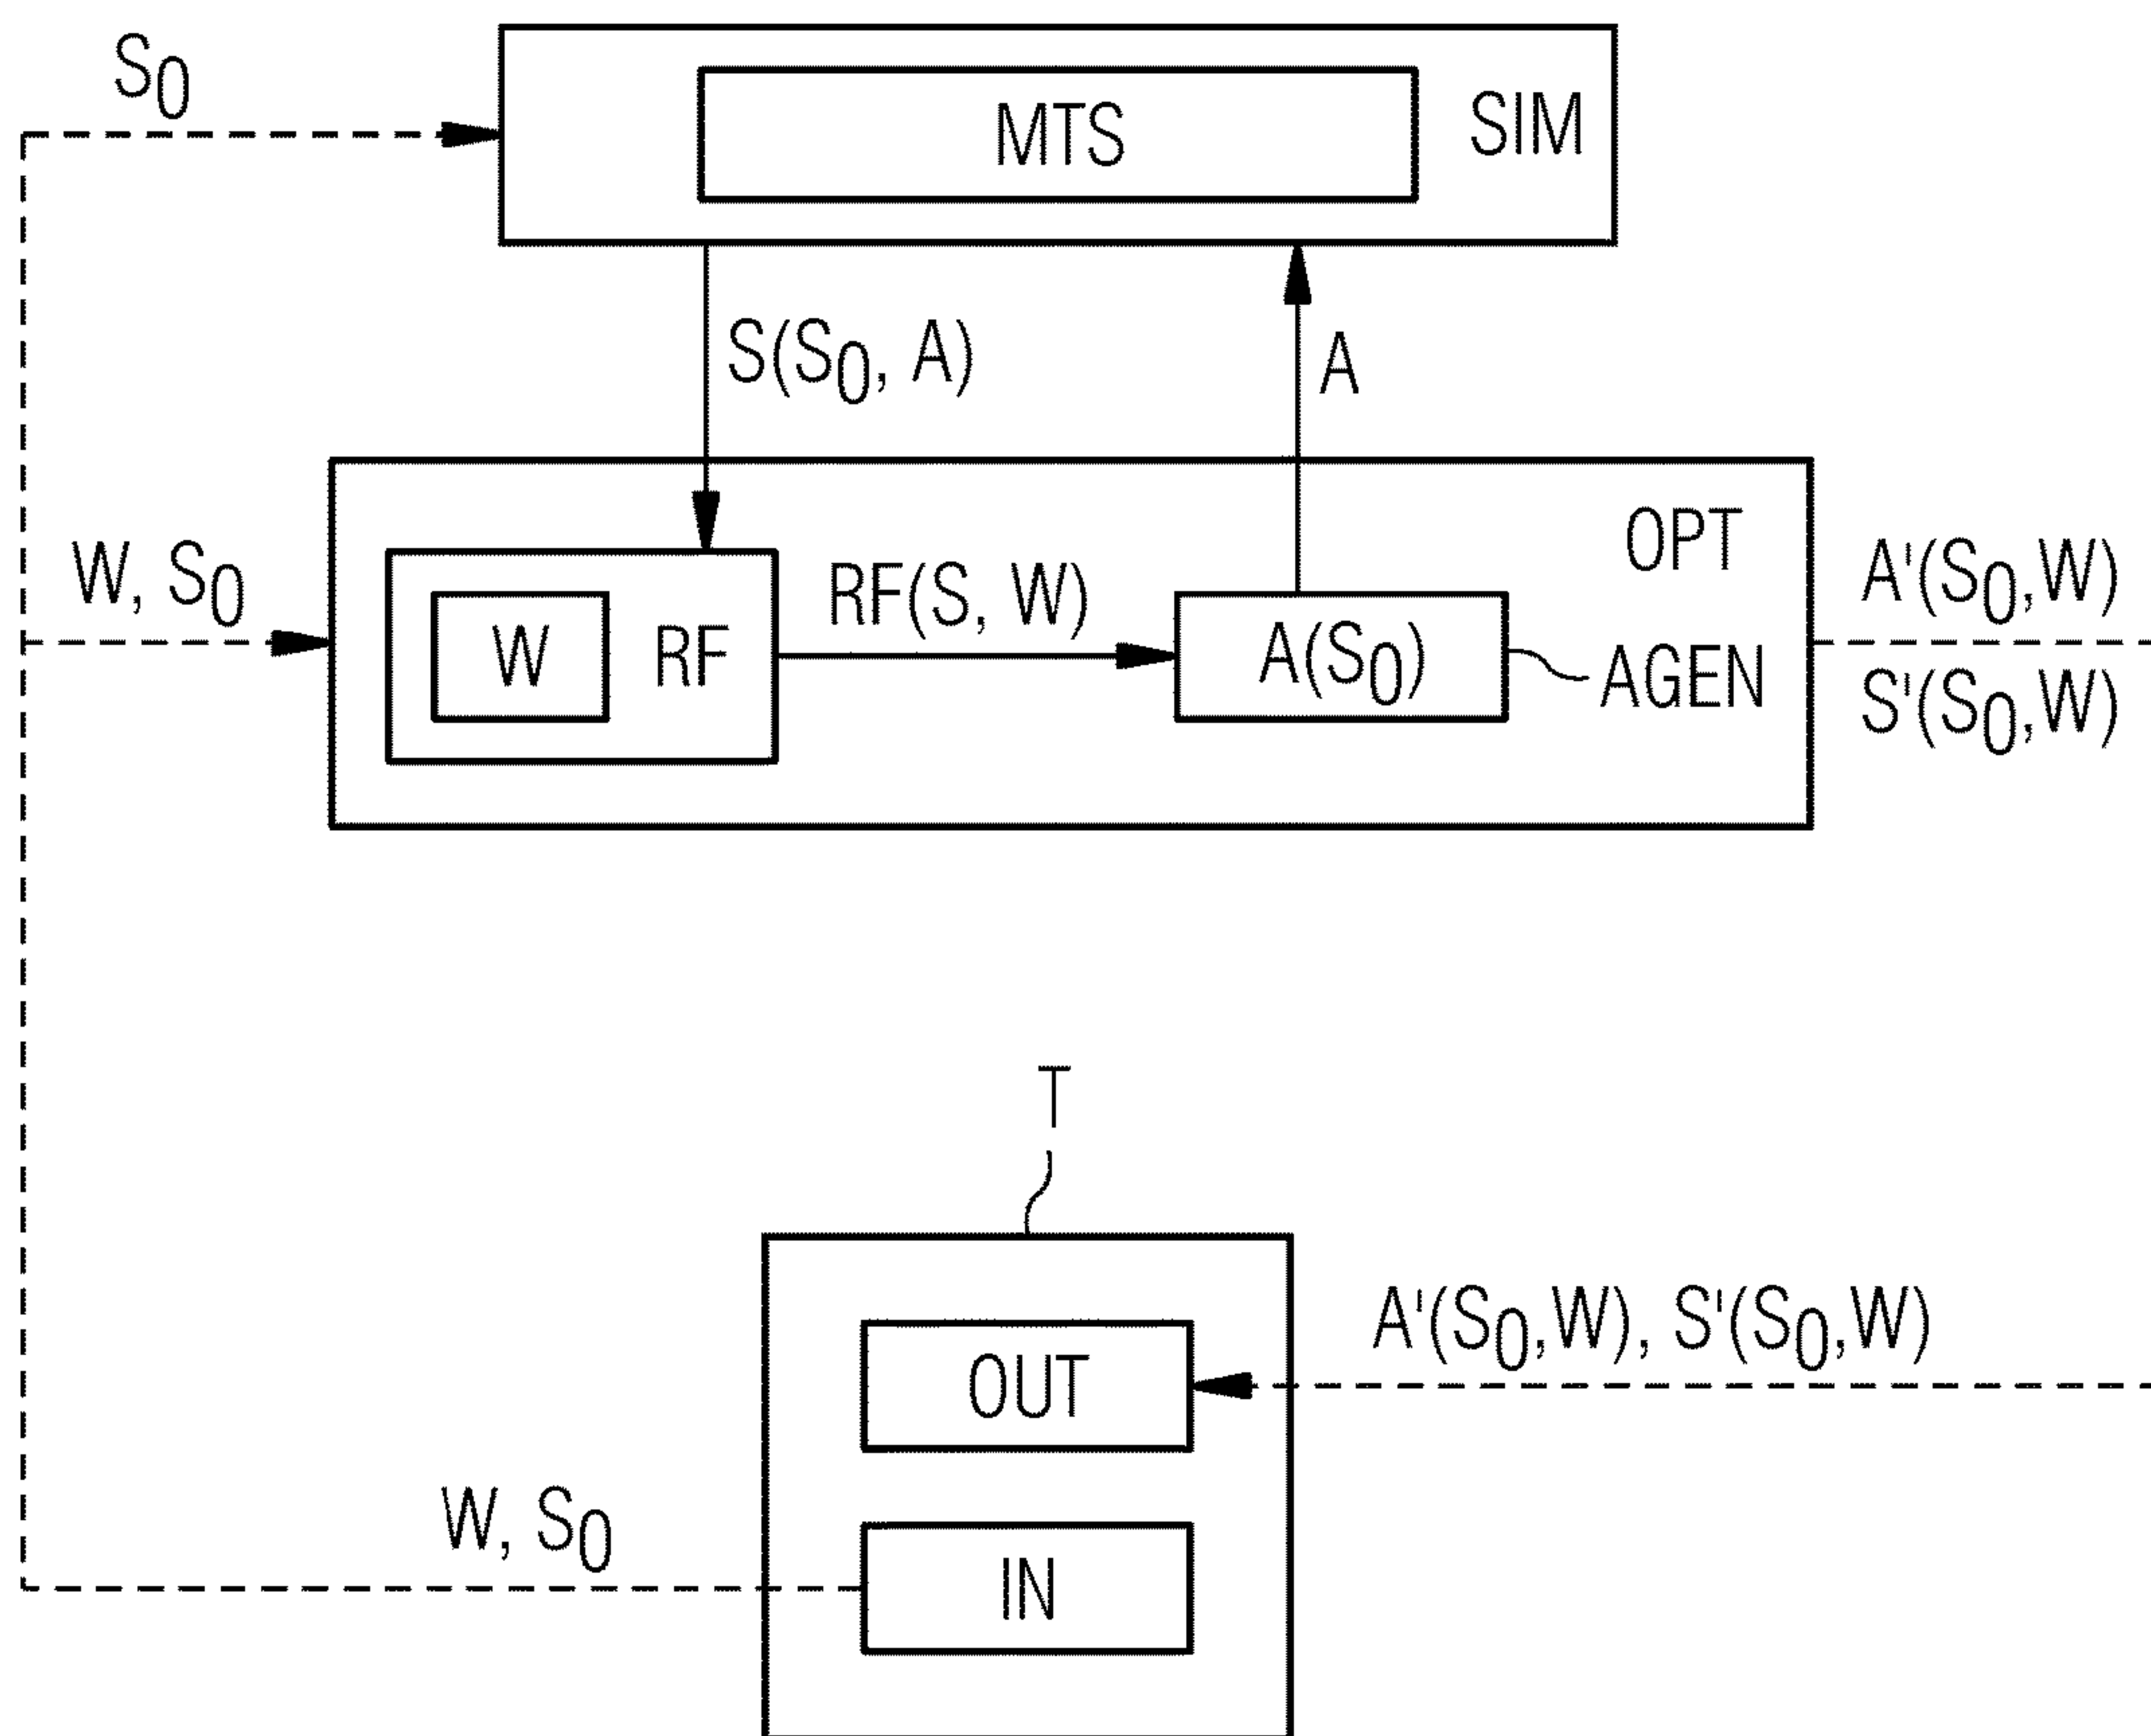 S0
MTS
SIM
S(S0, A)
A
OPT
W, S0
W
RF
RF(S, W)
A(S0)
AGEN
A'(S0,W)
S'(S0,W)
T
OUT
A'(S0,W), S'(S0,W)
W, S0
IN